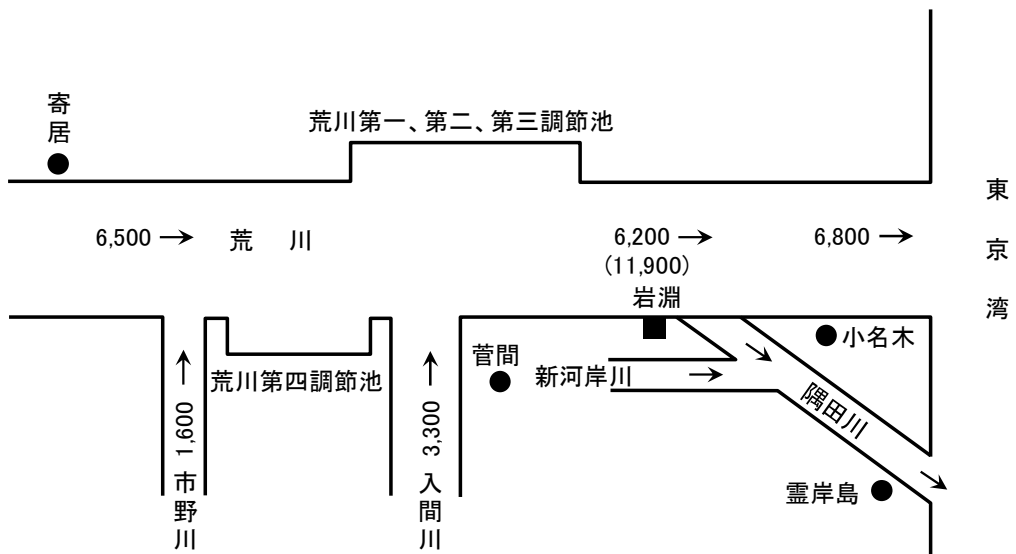 寄居
荒川第一、第二、第三調節池
東京湾
6,500
荒 川
6,200
(11,900)
6,800
岩淵
小名木
菅間
新河岸川
荒川第四調節池
隅田川
1,600
市野川
3,300
入間川
霊岸島